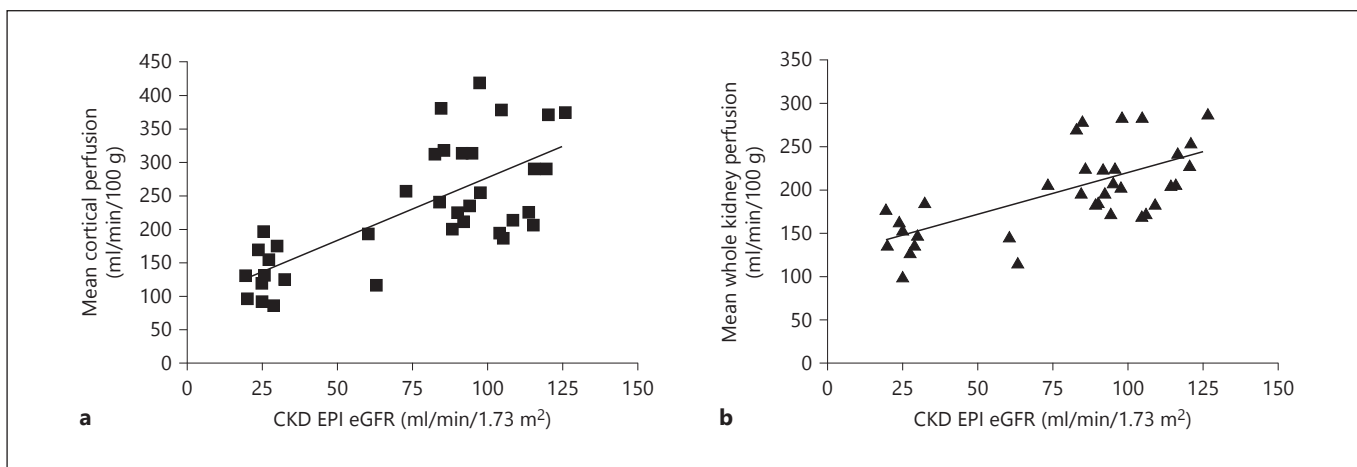 450
400
350
300
250
200
150
100
50
0
Mean cortical perfusion
(ml/min/100 g)
0 25 50 75 100 125 150
CKD EPI eGFR (ml/min/1.73 m²)
a
350
300
250
200
150
100
50
0
Mean whole kidney perfusion
(ml/min/100 g)
0 25 50 75 100 125 150
CKD EPI eGFR (ml/min/1.73 m²)
b